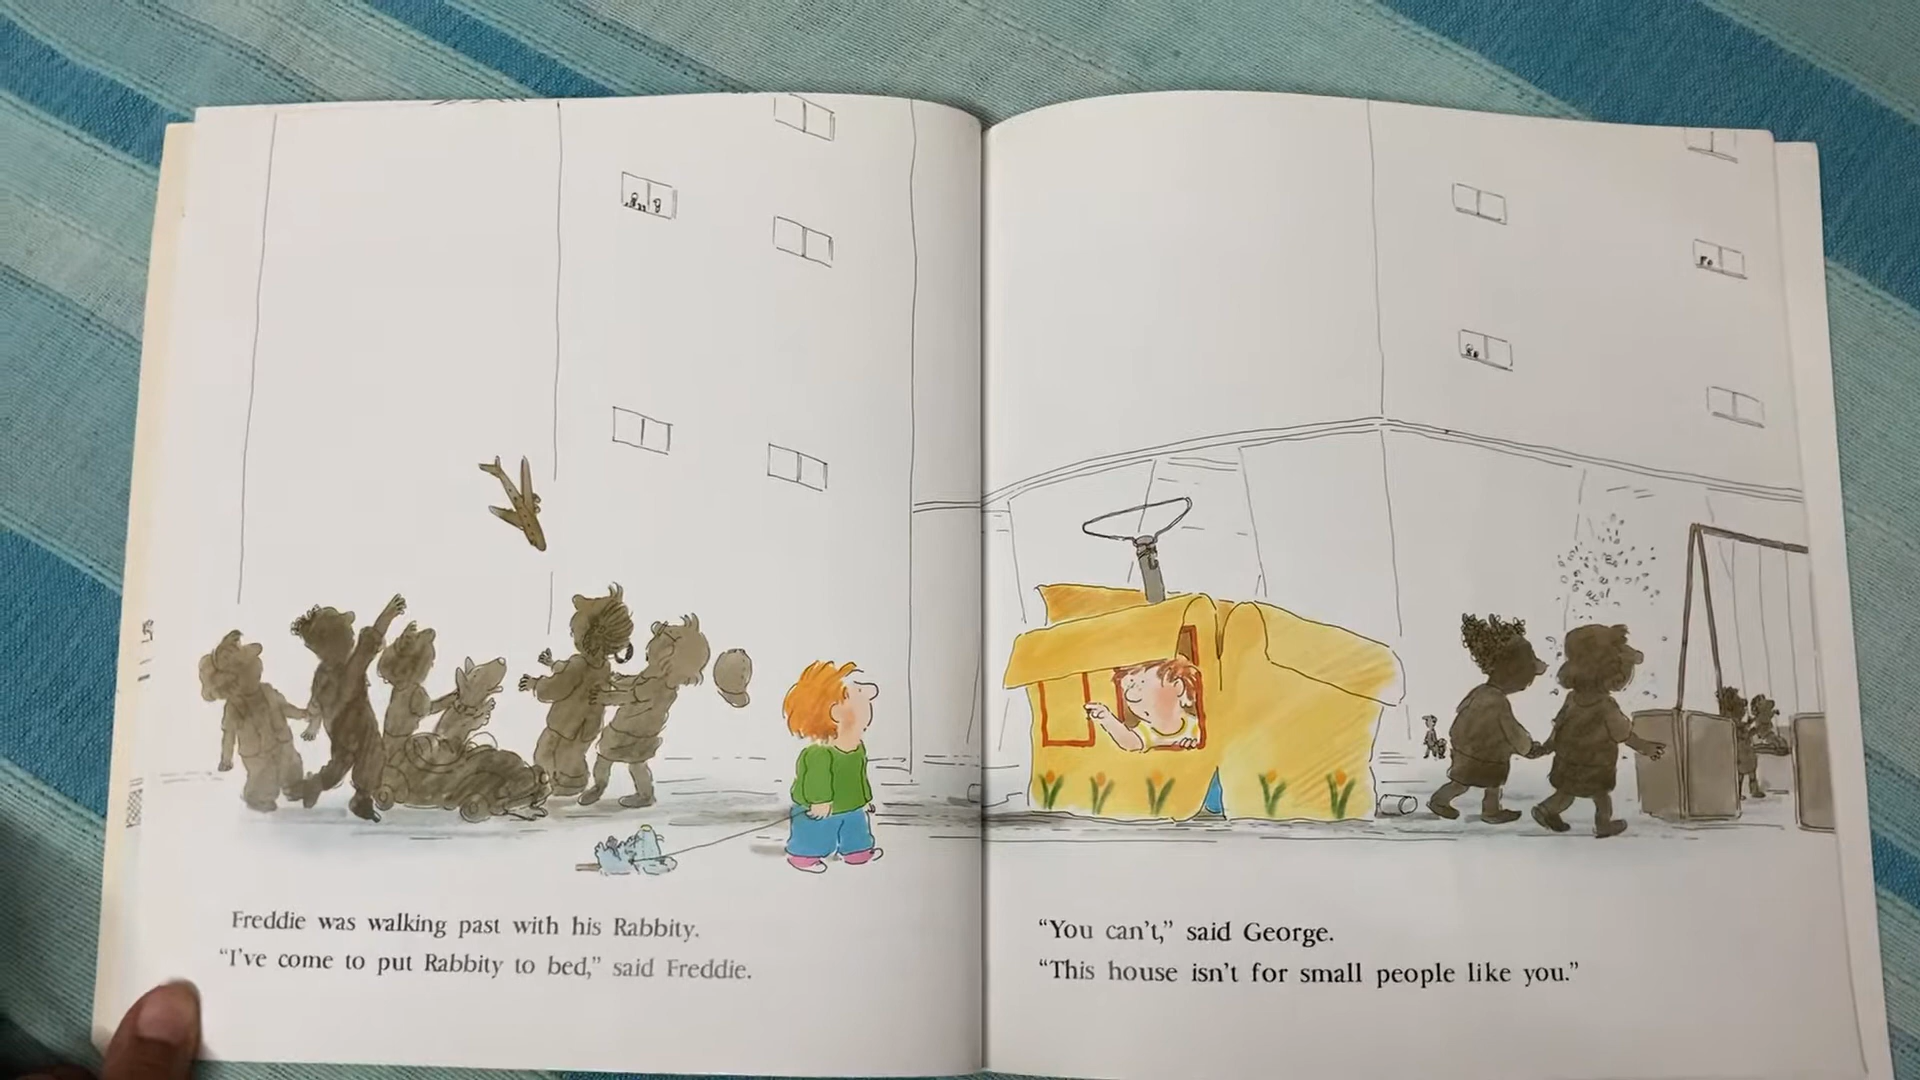 Freddie was walking past with his Rabbity.
“I’ve come to put Rabbity to bed,” said Freddie.
“You can’t,” said George.
“This house isn’t for small people like you.”